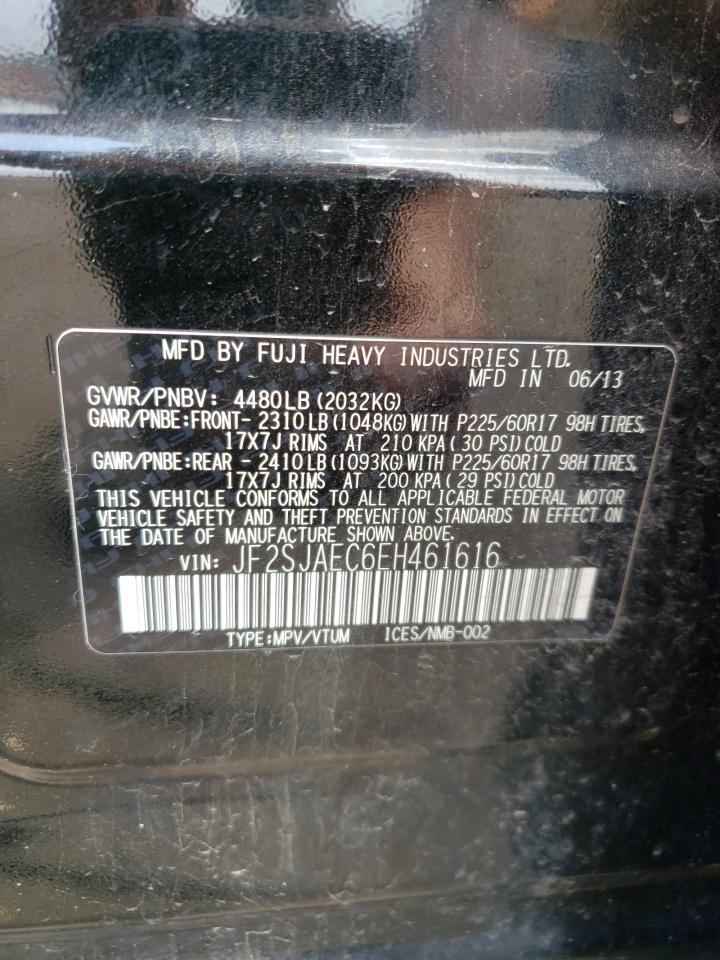 MFD BY FUJI HEAVY INDUSTRIES LTD.
MFD IN 06/13
GVWR/PNBV: 4480LB(2032KG)
GAWR/PNBE:FRONT- 2310LB(1048KG)WITH P225/60R17 98H TIRES,
17X7J RIMS AT 210 KPA( 30 PSI)COLD
GAWR/PNBE:REAR - 2410LB(1093KG)WITH P225/60R17 98H TIRES,
17X7J RIMS AT 200 KPA( 29 PSI)COLD
THIS VEHICLE CONFORMS TO ALL APPLICABLE FEDERAL MOTOR
VEHICLE SAFETY AND THEFT PREVENTION STANDARDS IN EFFECT ON
THE DATE OF MANUFACTURE SHOWN ABOVE.
VIN: JF2SJAEC6EH461616
TYPE:MPV/VTUM ICES/NMB-002